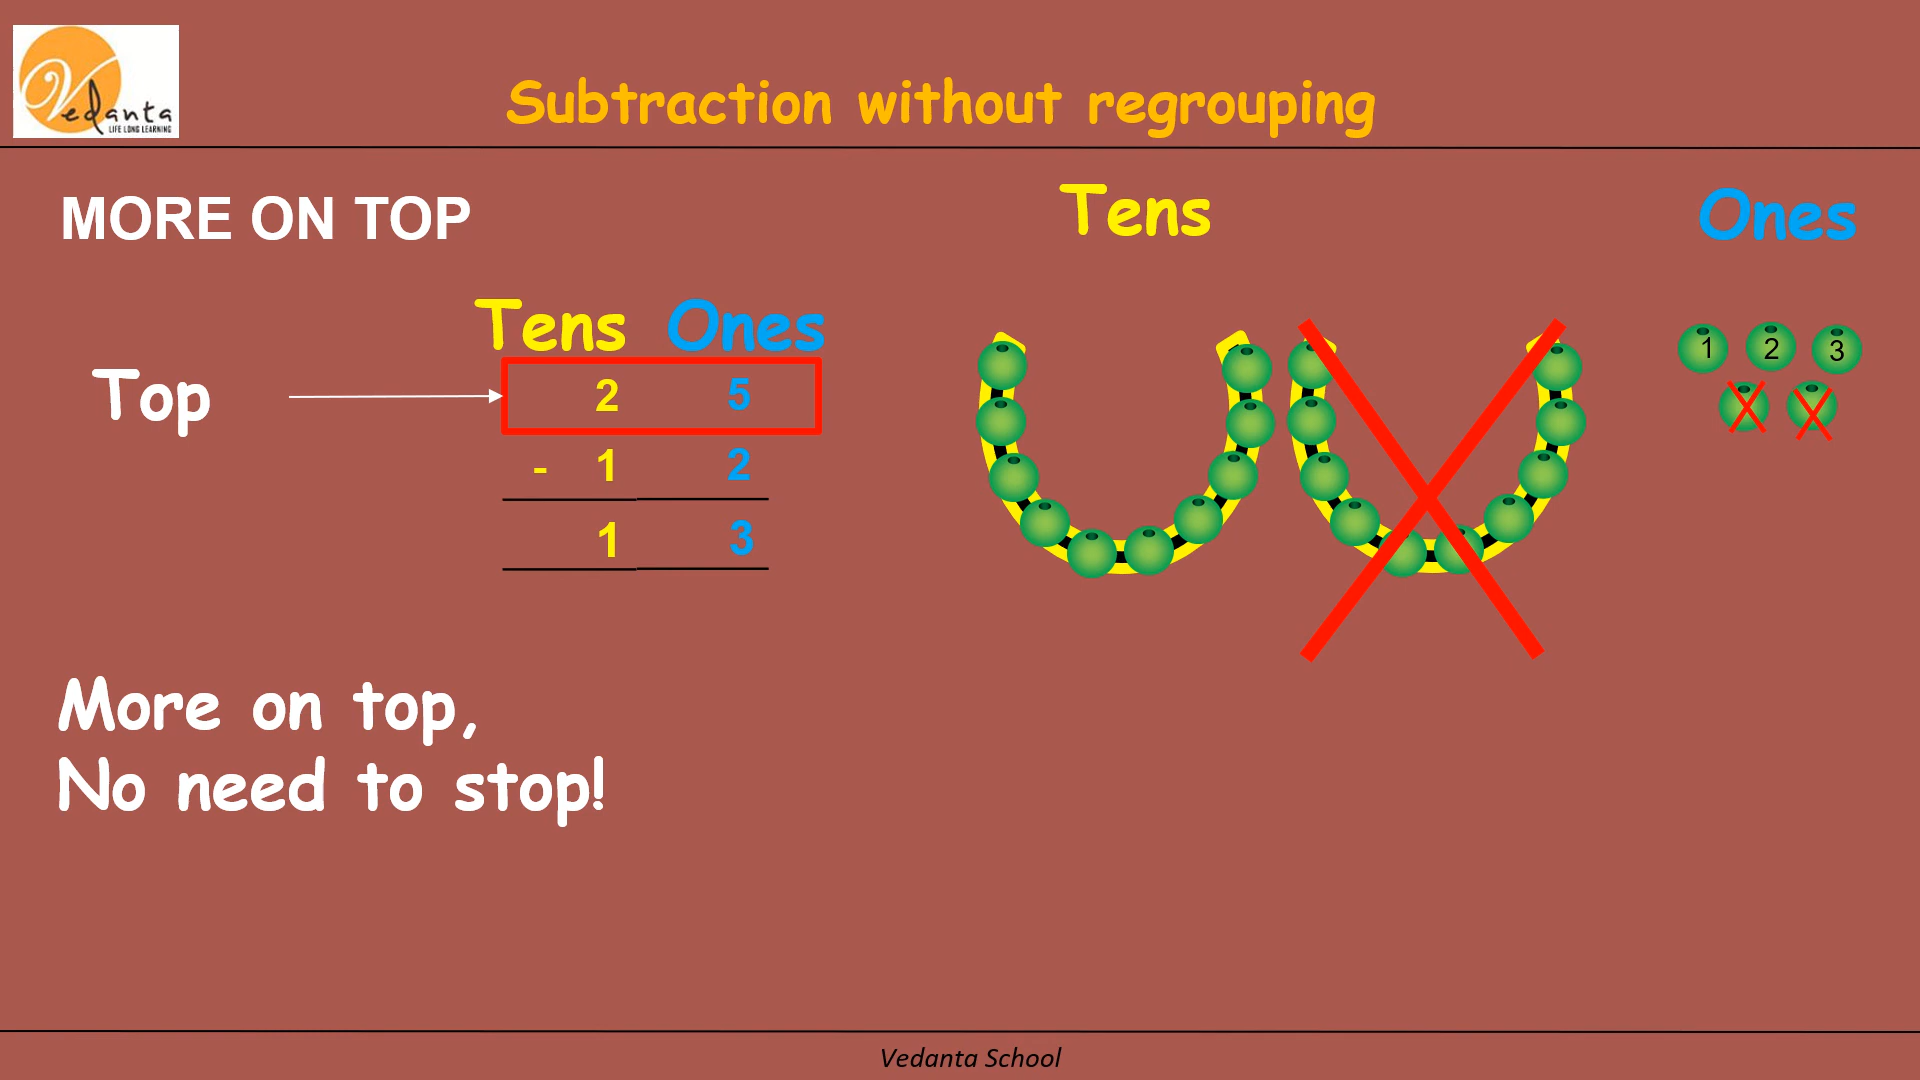 Vedanta
LIFE LONG LEARNING
Subtraction without regrouping
MORE ON TOP
Tens Ones
Tens Ones
Top
2 5
- 1 2
1 3
1 2 3
More on top,
No need to stop!
Vedanta School